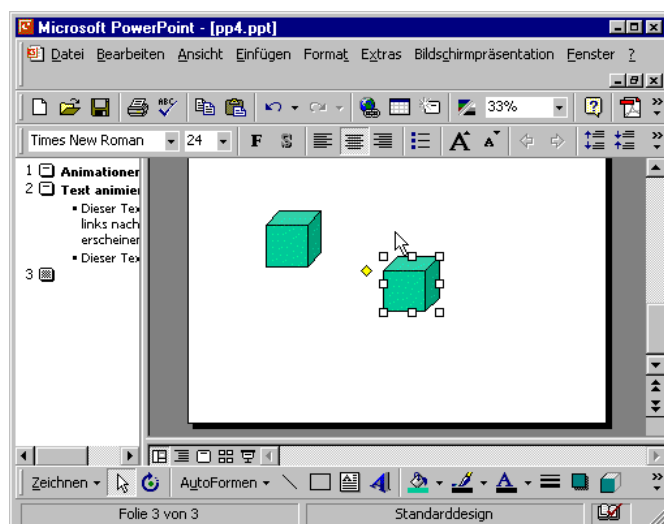 Microsoft PowerPoint - [pp4.ppt]
Datei Bearbeiten Ansicht Einfügen Format Extras Bildschirmpräsentation Fenster ?
ABC 33% ?
Times New Roman 24 F S A A
1 Animationen
2 Text animier
• Dieser Tex
links nach
erscheinen
• Dieser Tex
3
Zeichnen AutoFormen A A
Folie 3 von 3 Standarddesign